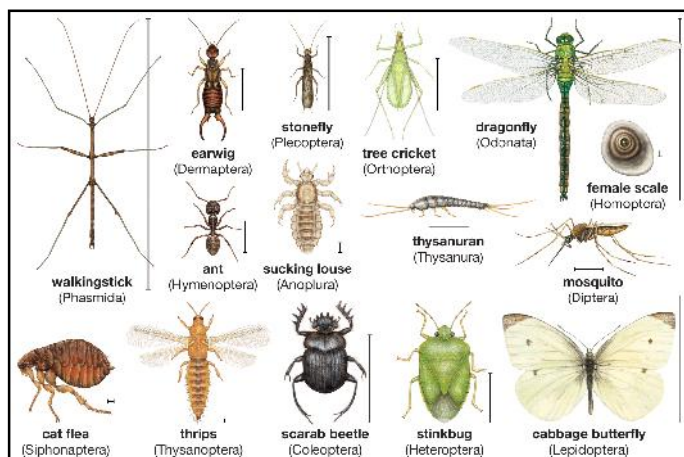 earwig
(Dermaptera)
stonefly
(Plecoptera)
tree cricket
(Orthoptera)
dragonfly
(Odonata)
female scale
(Homoptera)
walkingstick
(Phasmida)
ant
(Hymenoptera)
sucking louse
(Anoplura)
thysanuran
(Thysanura)
mosquito
(Diptera)
cat flea
(Siphonaptera)
thrips
(Thysanoptera)
scarab beetle
(Coleoptera)
stinkbug
(Heteroptera)
cabbage butterfly
(Lepidoptera)